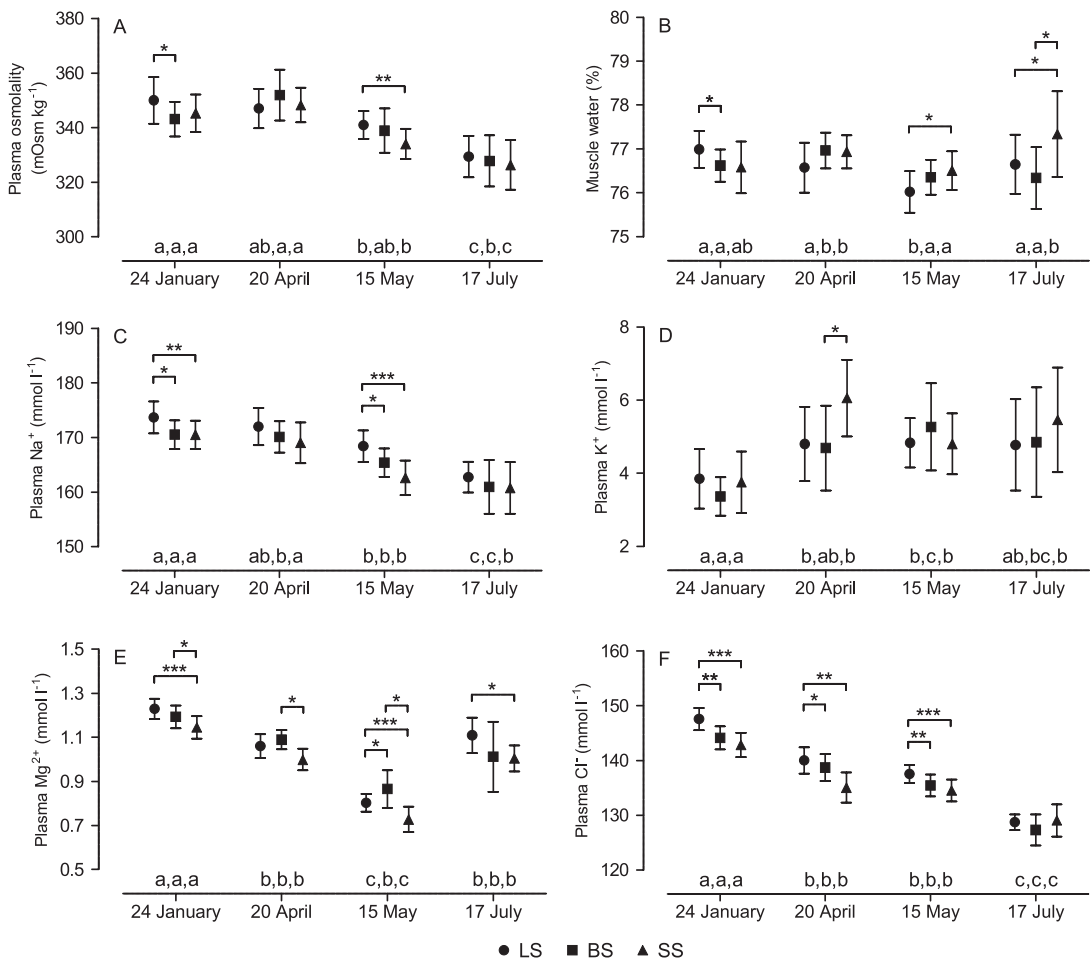 A
Plasma osmolality
(mOsm kg⁻¹)
380
360
340
320
300
*
**
a,a,a ab,a,a b,ab,b c,b,c
24 January 20 April 15 May 17 July
B
Muscle water (%)
80
79
78
77
76
75
*
*
*
*
a,a,ab a,b,b b,a,a a,a,b
24 January 20 April 15 May 17 July
C
Plasma Na⁺ (mmol l⁻¹)
190
180
170
160
150
**
*
***
*
a,a,a ab,b,a b,b,b c,c,b
24 January 20 April 15 May 17 July
D
Plasma K⁺ (mmol l⁻¹)
8
6
4
2
*
a,a,a b,ab,b b,c,b ab,bc,b
24 January 20 April 15 May 17 July
E
Plasma Mg²⁺ (mmol l⁻¹)
1.5
1.3
1.1
0.9
0.7
0.5
*
***
*
*
***
*
*
a,a,a b,b,b c,b,c b,b,b
24 January 20 April 15 May 17 July
F
Plasma Cl⁻ (mmol l⁻¹)
160
150
140
130
120
***
**
**
*
***
**
a,a,a b,b,b b,b,b c,c,c
24 January 20 April 15 May 17 July
LS BS SS